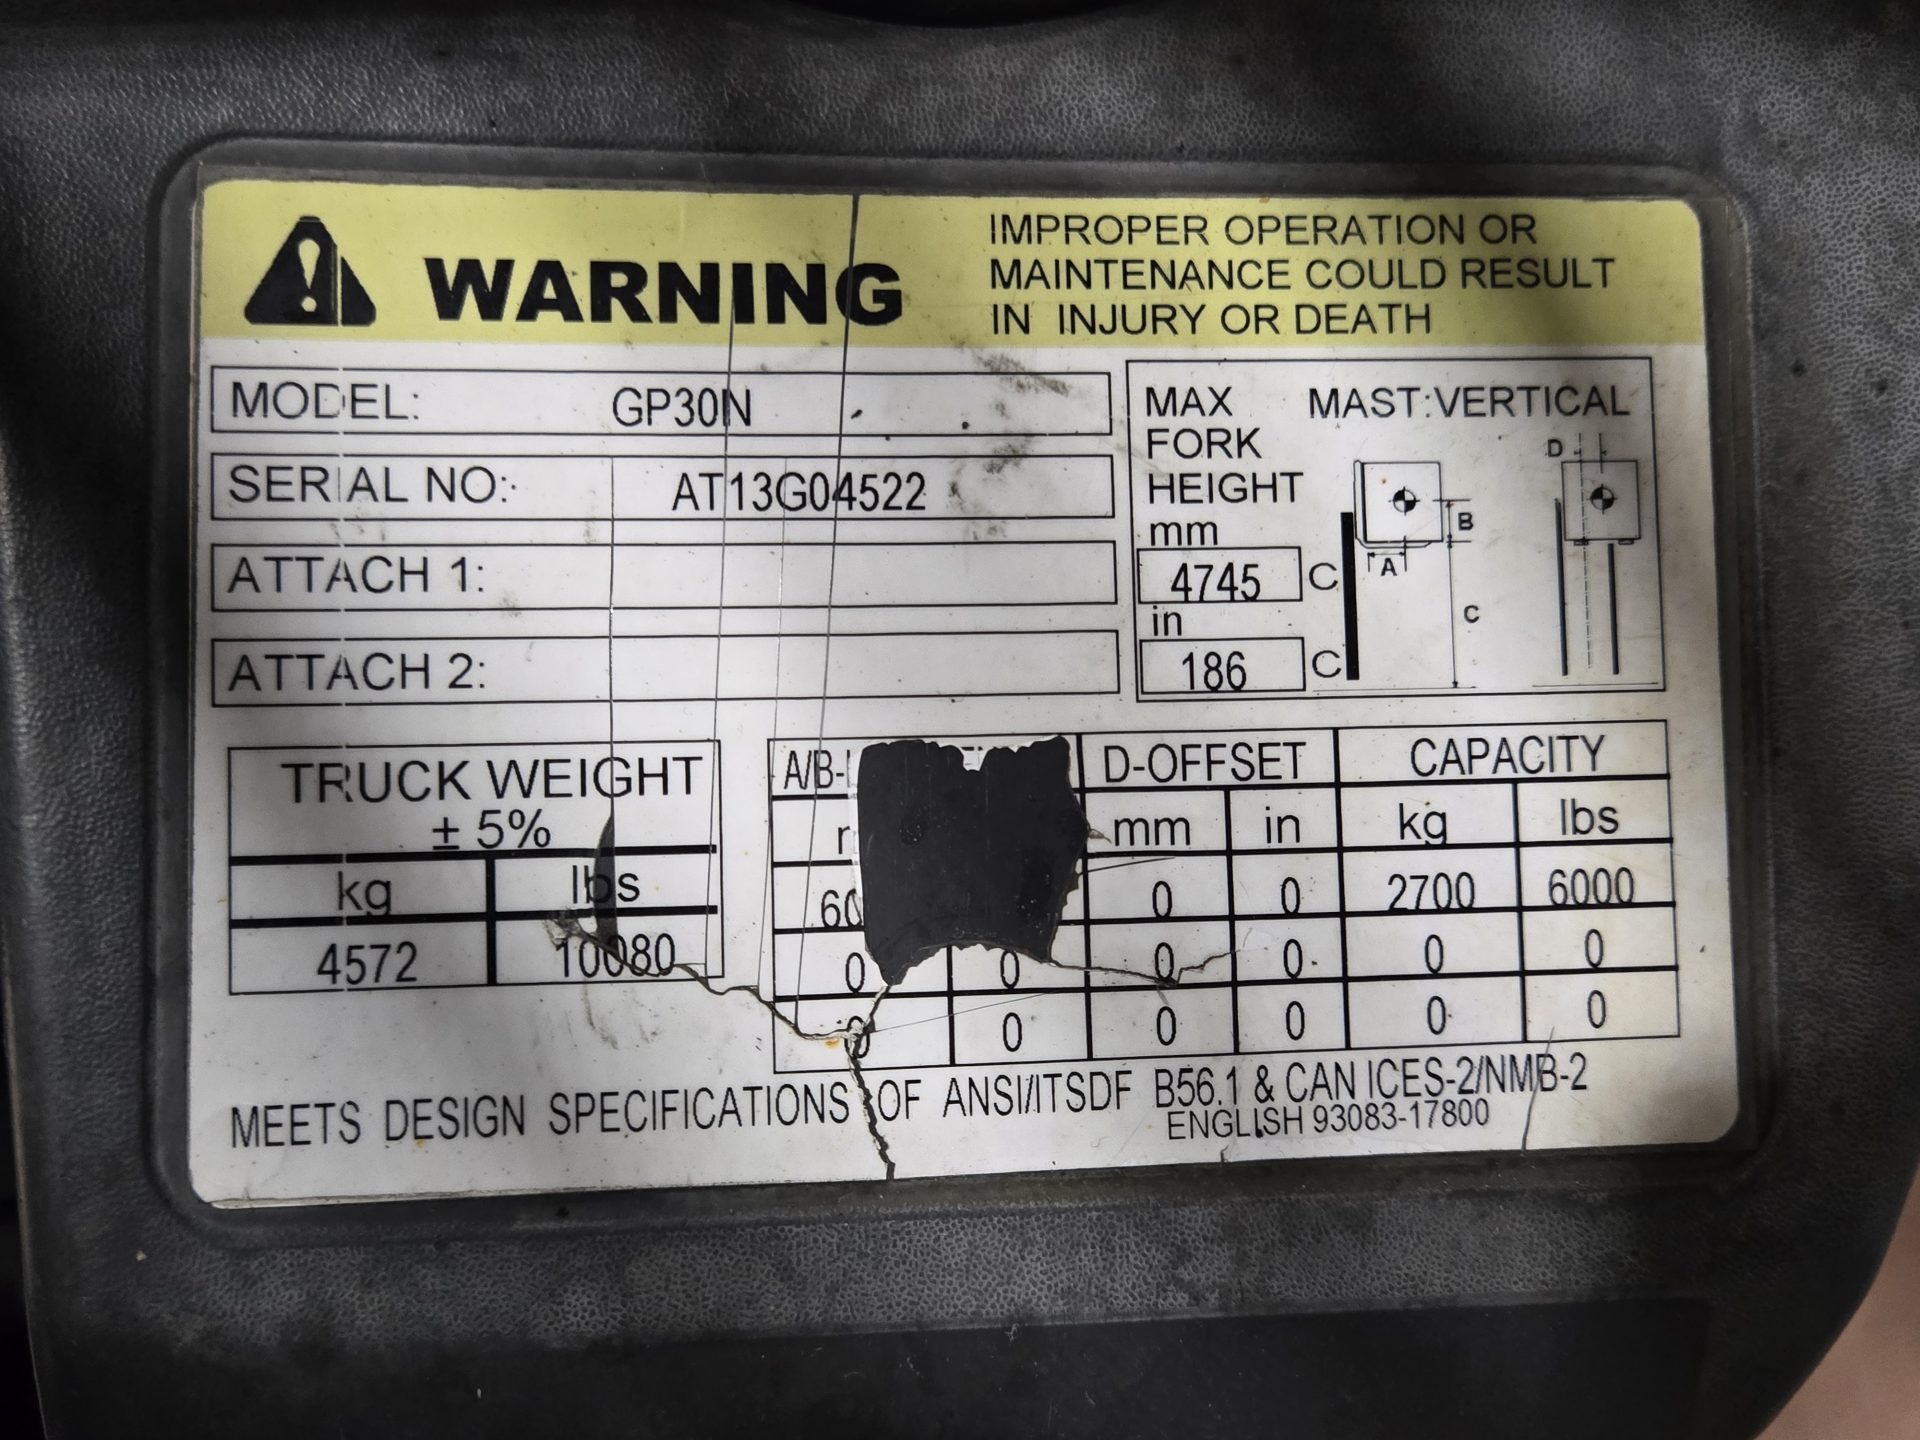 WARNING
IMPROPER OPERATION OR
MAINTENANCE COULD RESULT
IN INJURY OR DEATH
MODEL: GP30N
SERIAL NO: AT13G04522
ATTACH 1:
ATTACH 2:
MAX MAST:VERTICAL
FORK
HEIGHT
mm
4745 C
in
186 C
D
B
A
C
TRUCK WEIGHT
± 5%
kg lbs
4572 10080
A/B- D-OFFSET CAPACITY
mm in kg lbs
0 0 2700 6000
0 0 0 0 0 0
0 0 0 0 0 0
MEETS DESIGN SPECIFICATIONS OF ANSI/ITSDF B56.1 & CAN ICES-2/NMB-2
ENGLISH 93083-17800